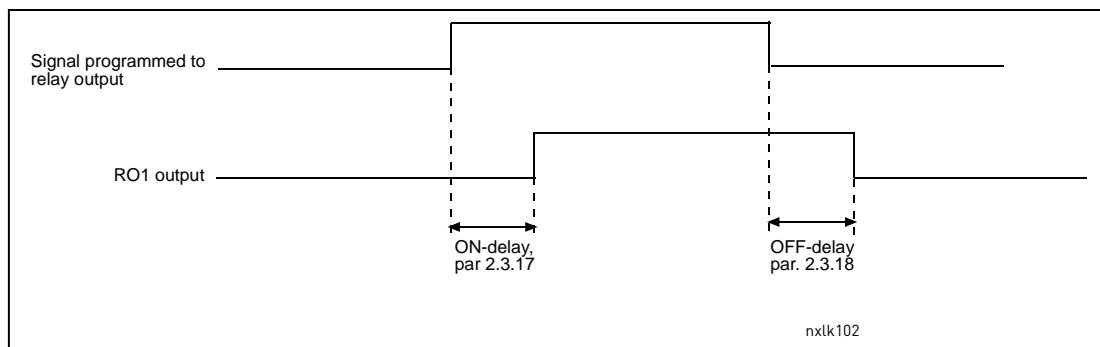 Signal programmed to
relay output
RO1 output
ON-delay,
par 2.3.17
OFF-delay
par. 2.3.18
nxlk102